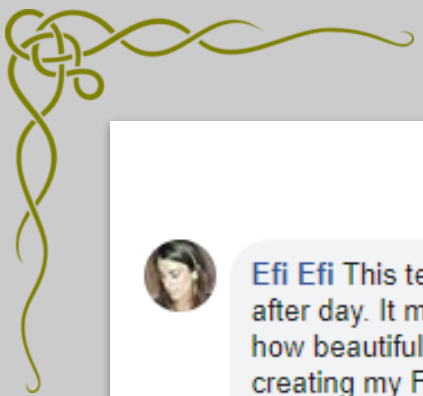 Efi Efi This te
after day. It m
how beautiful
creating my F